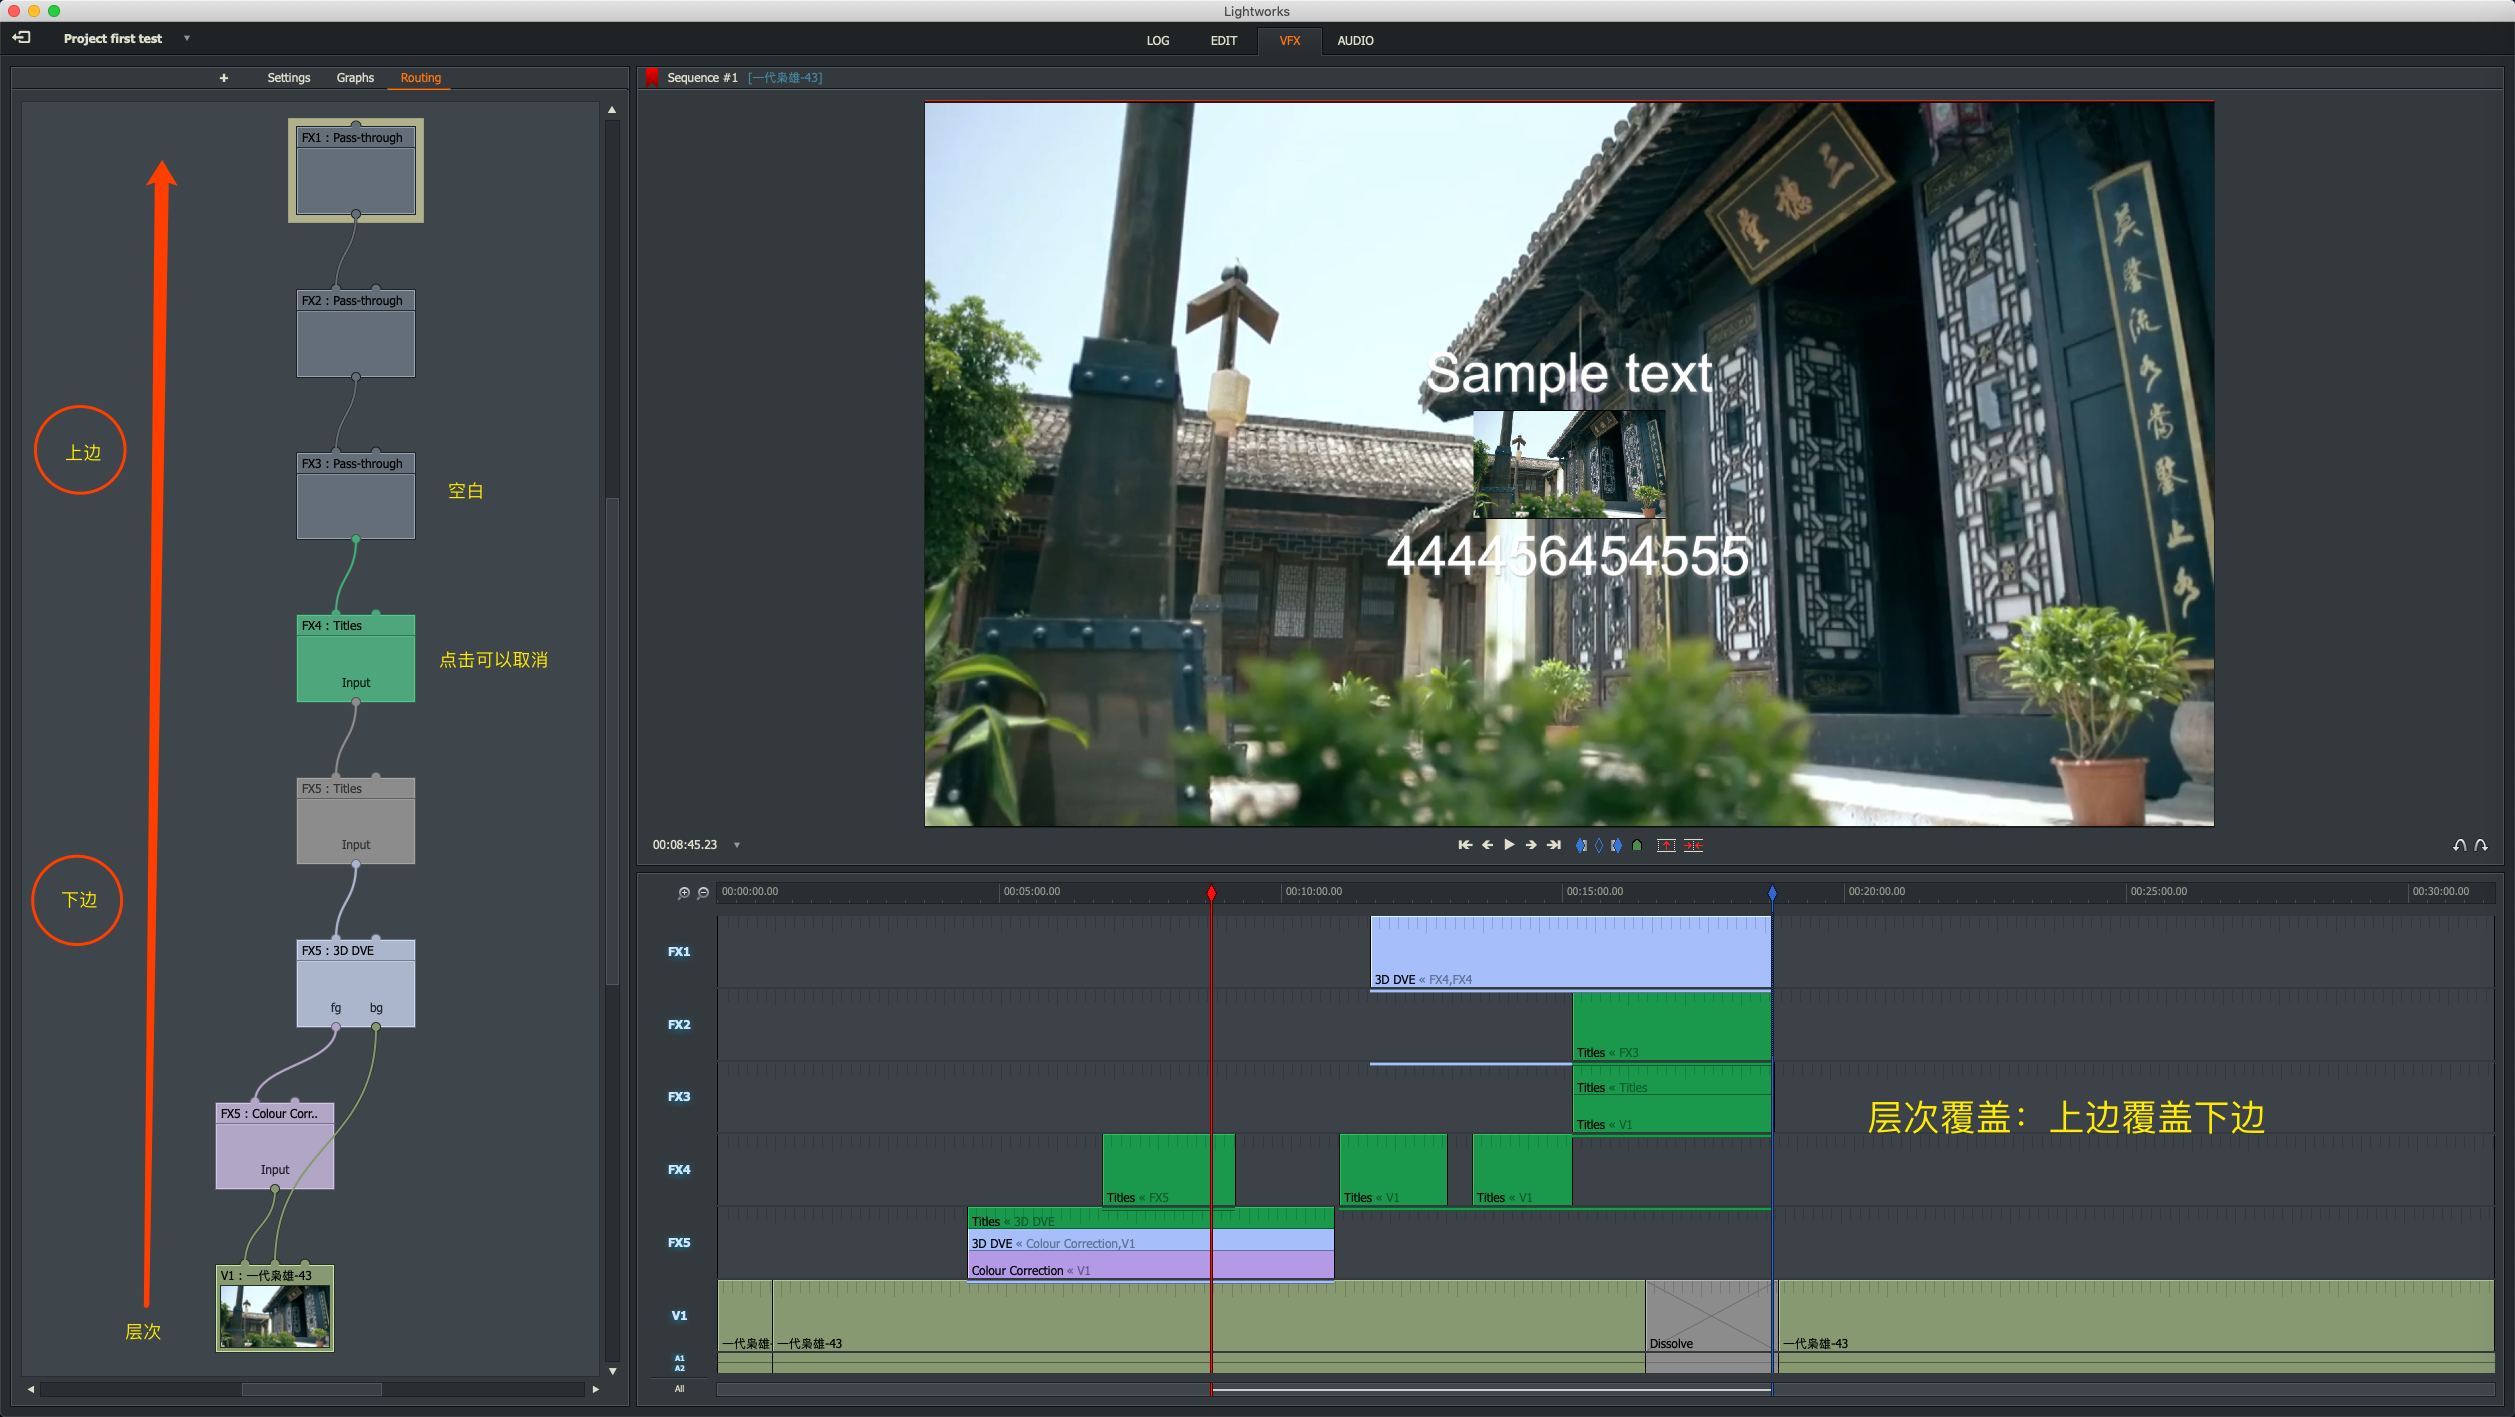 Lightworks
Project first test
LOG EDIT VFX AUDIO
+ Settings Graphs Routing
Sequence #1 [一代枭雄-43]
FX1 : Pass-through
FX2 : Pass-through
上边
FX3 : Pass-through
空白
FX4 : Titles
Input
点击可以取消
FX5 : Titles
Input
下边
FX5 : 3D DVE
fg bg
FX5 : Colour Corr..
Input
V1 : 一代枭雄-43
层次
三穗堂
Sample text
444456454555
00:08:45.23
00:00:00.00 00:05:00.00 00:10:00.00 00:15:00.00 00:20:00.00 00:25:00.00 00:30:00.00
FX1
3D DVE « FX4,FX4
FX2
Titles « FX3
FX3
Titles « Titles
Titles « V1
层次覆盖：上边覆盖下边
FX4
Titles « FX5
Titles « V1
Titles « V1
FX5
Titles « 3D DVE
3D DVE « Colour Correction,V1
Colour Correction « V1
V1
一代枭雄-
一代枭雄-43
Dissolve
一代枭雄-43
A1
A2
All